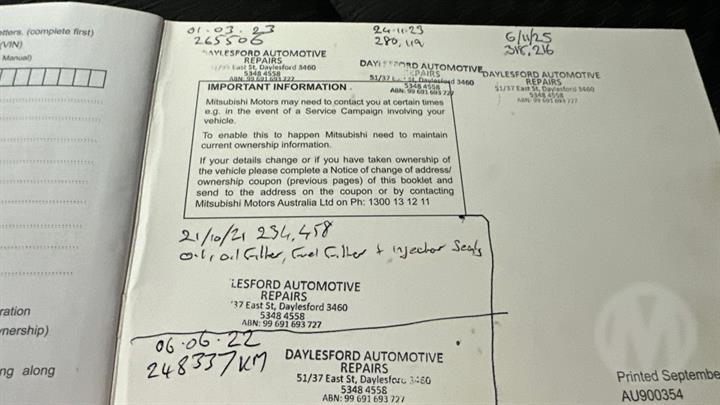 etters. (complete first)
(VIN)
Manual)
ration
nership)
ng along
01.03.23
265506
AYLESFORD AUTOMOTIVE
REPAIRS
East St, Daylesford 3460
5348 4558
ABN: 99 691 693 727
24-11-23
280,119
AUTOMOTIVE
REPAIRS
51/37 East St, Daylesford 3460
5348 4558
ABN: 99 691 693 727
6/11/25
318,216
DAYLESFORD AUTOMOTIVE
REPAIRS
51/37 East St, Daylesford 3460
5348 4558
ABN: 99 691 693 727
IMPORTANT INFORMATION
Mitsubishi Motors may need to contact you at certain times
e.g. in the event of a Service Campaign involving your
vehicle.
To enable this to happen Mitsubishi need to maintain
current ownership information.
If your details change or if you have taken ownership of
the vehicle please complete a Notice of change of address/
ownership coupon (previous pages) of this booklet and
send to the address on the coupon or by contacting
Mitsubishi Motors Australia Ltd on Ph: 1300 13 12 11
21/10/21 234,458
oil, oil filter, fuel filter + injector seals
LESFORD AUTOMOTIVE
REPAIRS
37 East St, Daylesford 3460
5348 4558
ABN: 99 691 693 727
06.06.22
248337KM
DAYLESFORD AUTOMOTIVE
REPAIRS
51/37 East St, Daylesford 3460
5348 4558
ABN: 99 691 693 727
Printed Septembe
AU900354
M